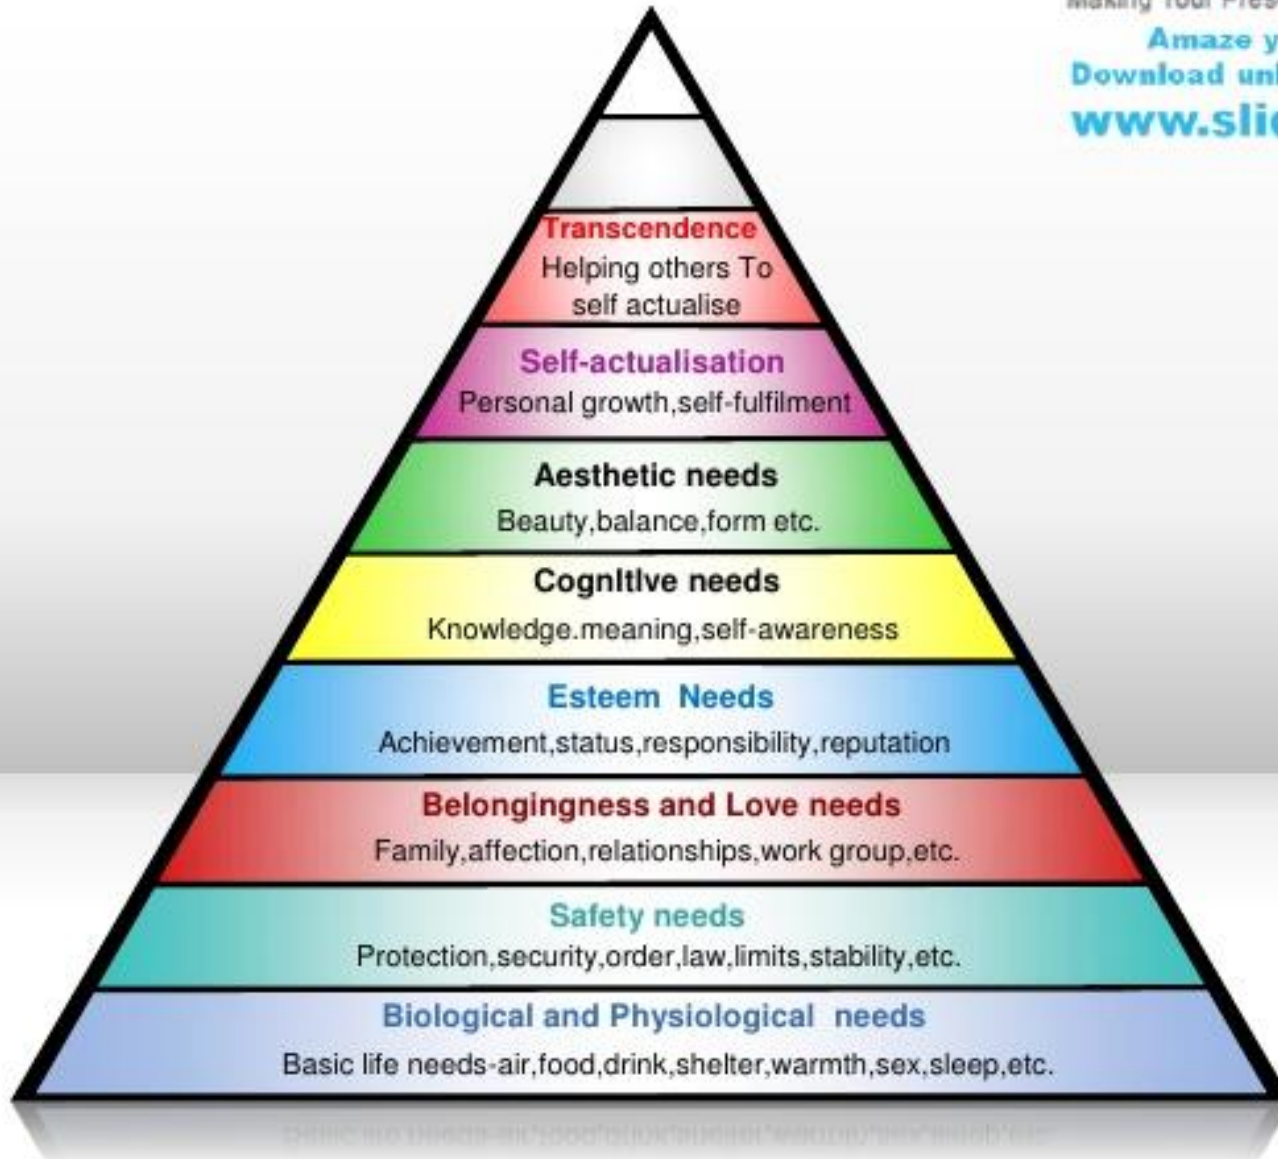 Making Your
Amaze
Download
Transcendence
Helping others To
self actualise
Self-actualisation
Personal growth,self-fulfilment
Aesthetic needs
Beauty,balance,form etc.
CognItIve needs
Knowledge.meaning,self-awareness
Esteem  Needs
Achievement,status,responsibility,reputation
Belongingness and Love needs
Family,affection,relationships,work group,etc.
Safety needs
Protection,security,order,law,limits,stability,etc.
Biological and Physiological  needs
Basic life needs-air,food,drink,shelter,warmth,sex,sleep,etc.